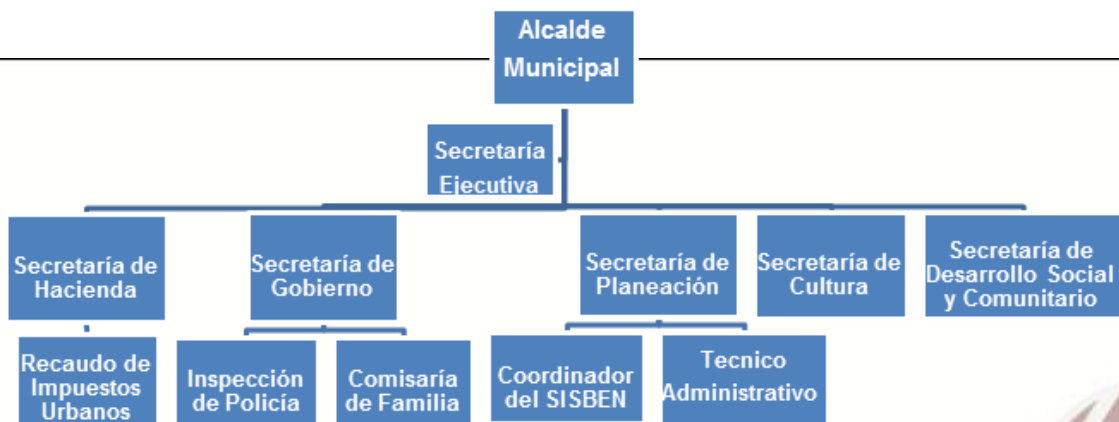 Alcalde
Municipal
Secretaría
Ejecutiva
Secretaría de
Hacienda
Secretaría de
Gobierno
Secretaría de
Planeación
Secretaría de
Cultura
Secretaría de
Desarrollo Social
y Comunitario
Recaudo de
Impuestos
Urbanos
Inspección
de Policía
Comisaría
de Familia
Coordinador
del SISBEN
Tecnico
Administrativo